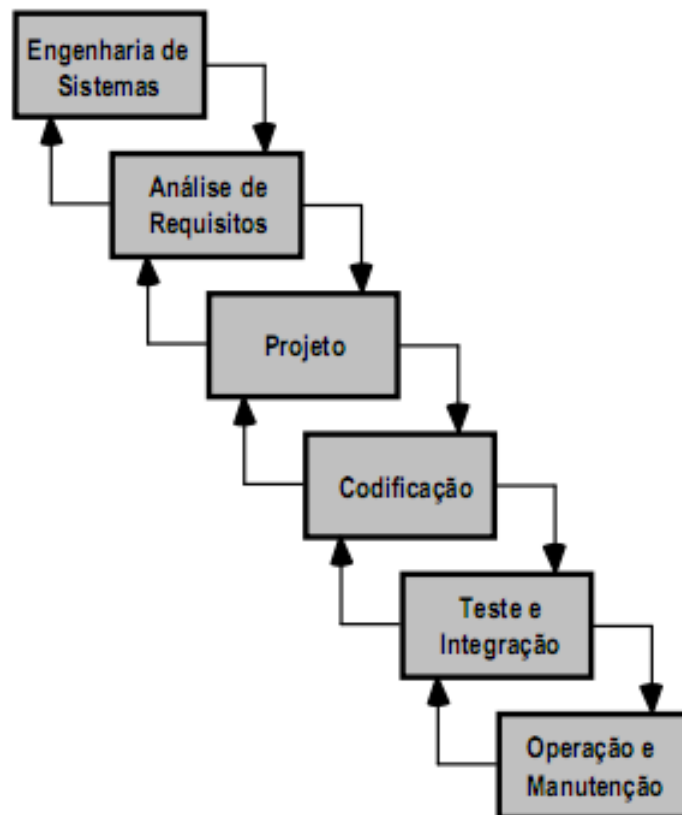 Engenharia de
Sistemas
Análise de
Requisitos
Projeto
Codificação
Teste e
Integração
Operação e
Manutenção